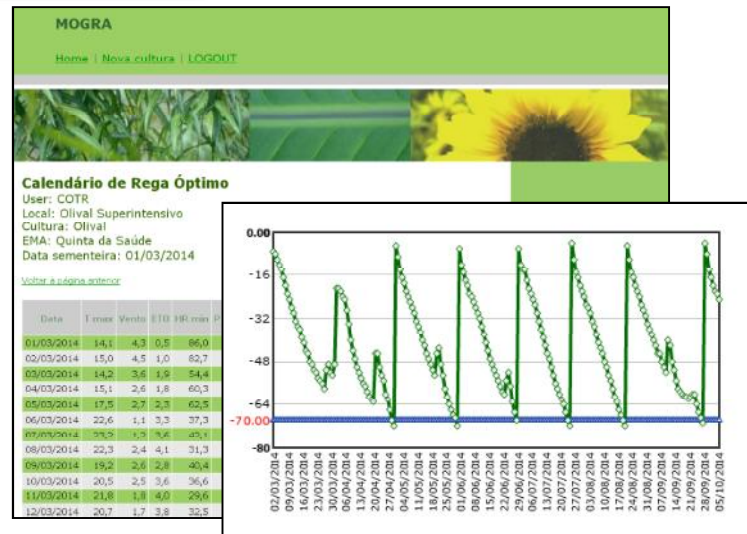 MOGRA
Home | Nova cultura | LOGOUT
Calendário de Rega Óptimo
User: COTR
Local: Olival Superintensivo
Cultura: Olival
EMA: Quinta da Saúde
Data sementeira: 01/03/2014
Voltar à página anterior
Data T max Vento ET0 HR min P
01/03/2014 14,1 4,3 0,5 86,0
02/03/2014 15,0 4,5 1,0 82,7
03/03/2014 14,2 3,6 1,9 54,4
04/03/2014 15,1 2,6 1,8 60,3
05/03/2014 17,5 2,7 2,3 62,5
06/03/2014 22,6 1,1 3,3 37,3
07/03/2014 23,2 1,2 3,6 42,1
08/03/2014 22,3 2,4 4,1 31,3
09/03/2014 19,2 2,6 2,8 40,4
10/03/2014 20,5 2,5 3,6 36,6
11/03/2014 21,8 1,8 4,0 29,6
12/03/2014 20,7 1,7 3,8 32,5
0.00
-16
-32
-48
-64
-70.00
-80
02/03/2014
09/03/2014
16/03/2014
23/03/2014
30/03/2014
06/04/2014
13/04/2014
20/04/2014
27/04/2014
04/05/2014
11/05/2014
18/05/2014
25/05/2014
01/06/2014
08/06/2014
15/06/2014
22/06/2014
29/06/2014
06/07/2014
13/07/2014
20/07/2014
27/07/2014
03/08/2014
10/08/2014
17/08/2014
24/08/2014
31/08/2014
07/09/2014
14/09/2014
21/09/2014
28/09/2014
05/10/2014